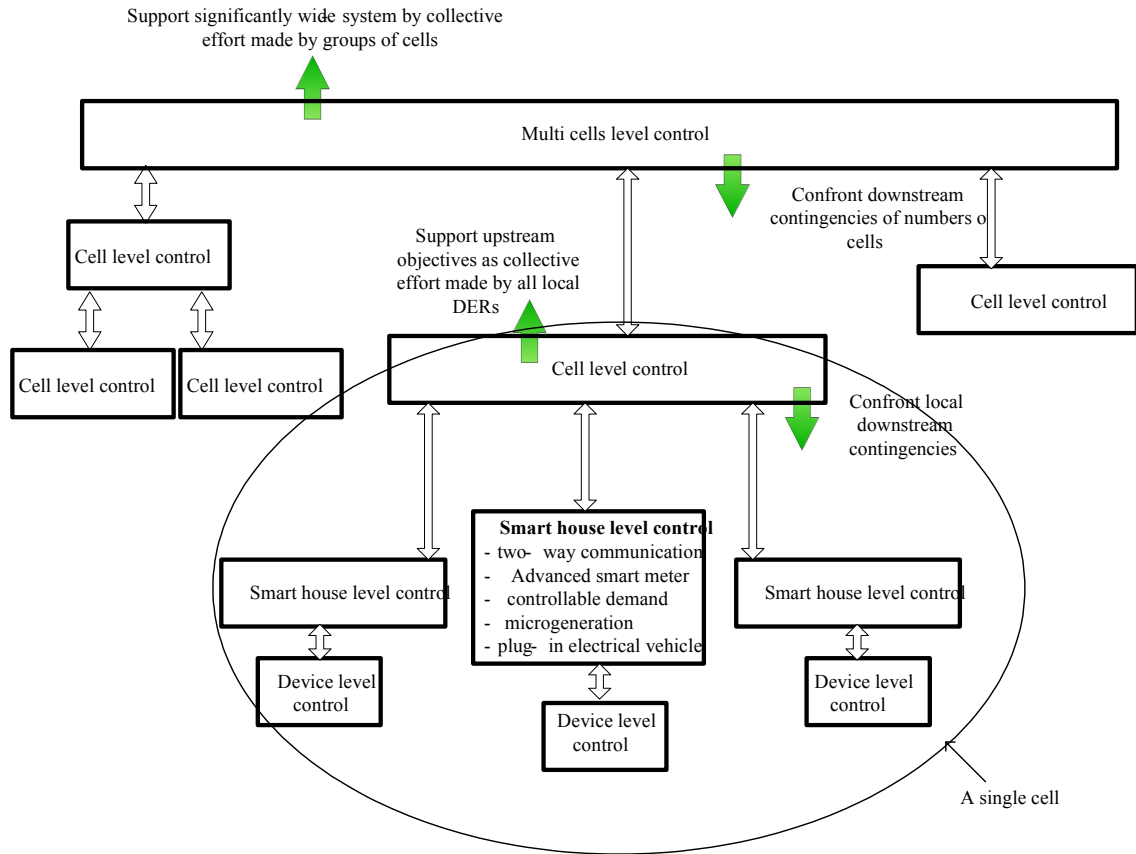 Support significantly wide- system by collective
effort made by groups of cells
Multi cells level control
Confront downstream
contingencies of numbers o
cells
Cell level control
Support upstream
objectives as collective
effort made by all local
DERs
Cell level control
Cell level control
Cell level control
Cell level control
Confront local
downstream
contingencies
Smart house level control
- two- way communication
- Advanced smart meter
- controllable demand
- microgeneration
- plug- in electrical vehicle
Smart house level control
Smart house level control
Device level
control
Device level
control
Device level
control
A single cell